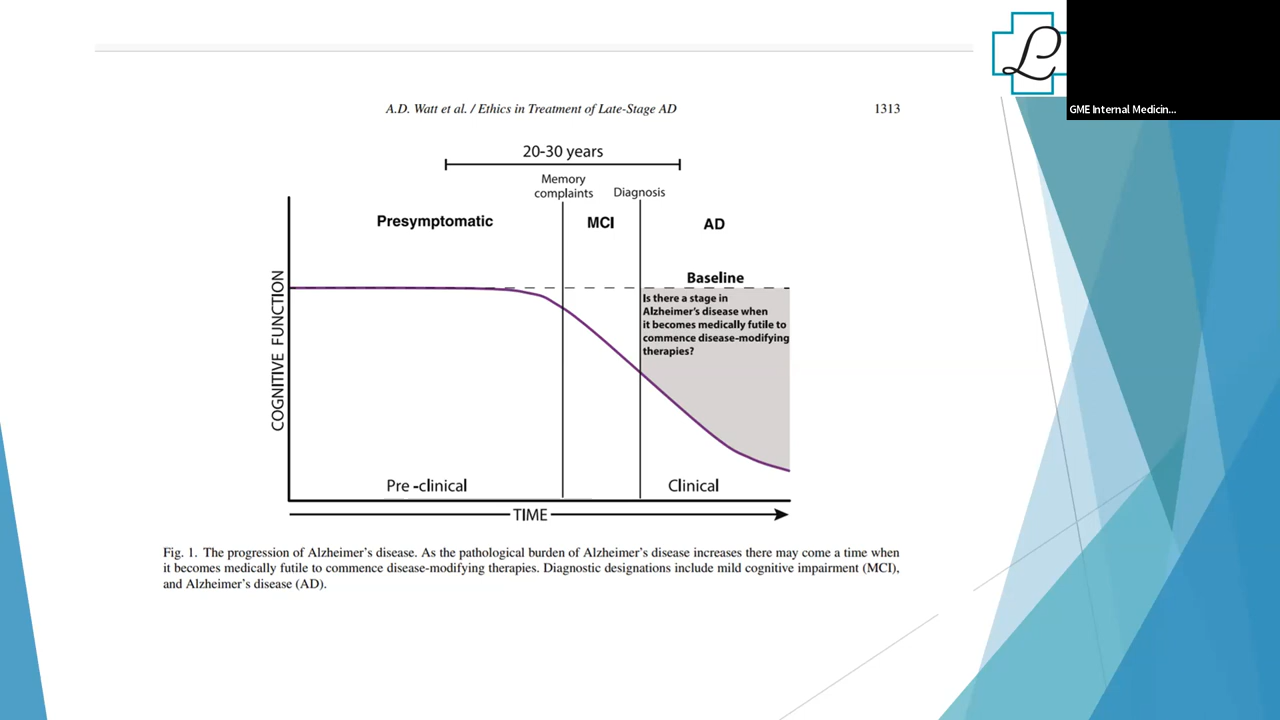 ℒ
GME Internal Medicin...
A.D. Watt et al. / Ethics in Treatment of Late-Stage AD 1313
20-30 years
Memory
complaints
Diagnosis
Presymptomatic
MCI
AD
Baseline
Is there a stage in
Alzheimer's disease when
it becomes medically futile to
commence disease-modifying
therapies?
COGNITIVE FUNCTION
Pre -clinical
Clinical
TIME
Fig. 1. The progression of Alzheimer's disease. As the pathological burden of Alzheimer's disease increases there may come a time when
it becomes medically futile to commence disease-modifying therapies. Diagnostic designations include mild cognitive impairment (MCI),
and Alzheimer's disease (AD).